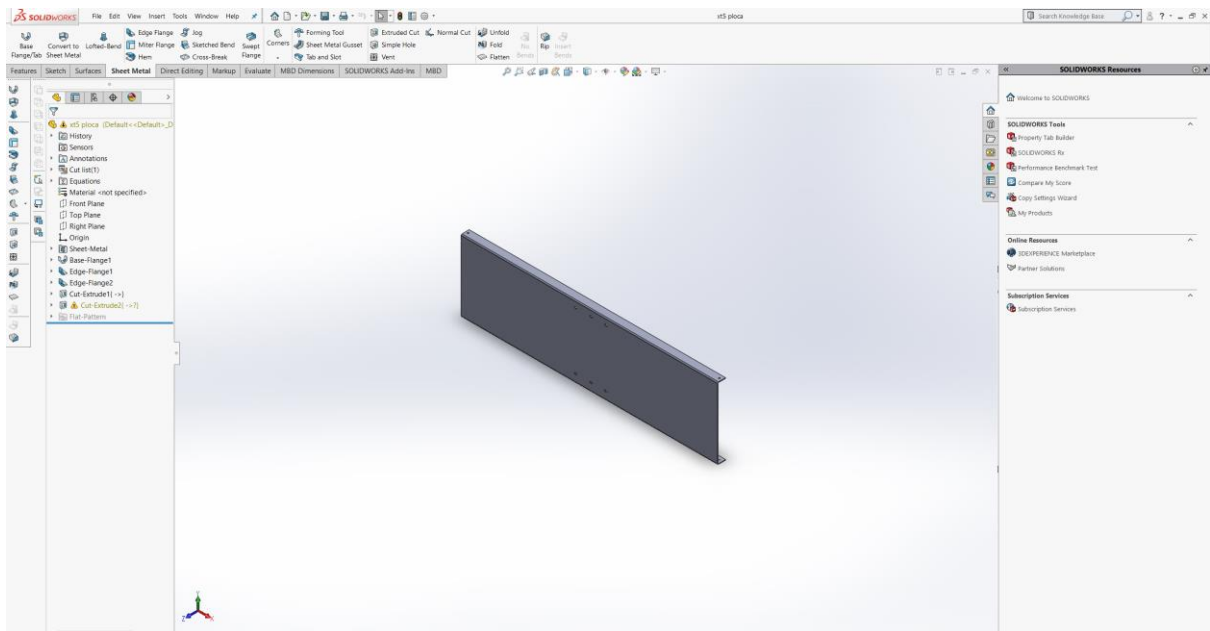 SOLIDWORKS File Edit View Insert Tools Window Help xt5 ploca Search Knowledge Base
Base Flange/Tab
Convert to Sheet Metal
Lofted-Bend
Edge Flange
Miter Flange
Hem
Jog
Sketched Bend
Cross-Break
Swept Flange
Corners
Forming Tool
Sheet Metal Gusset
Tab and Slot
Extruded Cut
Simple Hole
Vent
Normal Cut
Unfold
Fold
Flatten
No Bends
Rip
Insert Bends
Features Sketch Surfaces Sheet Metal Direct Editing Markup Evaluate MBD Dimensions SOLIDWORKS Add-Ins MBD
xt5 ploca (Default<<Default>_D
History
Sensors
Annotations
Cut list(1)
Equations
Material <not specified>
Front Plane
Top Plane
Right Plane
Origin
Sheet-Metal
Base-Flange1
Edge-Flange1
Edge-Flange2
Cut-Extrude1{ ->}
Cut-Extrude2{ ->?}
Flat-Pattern
SOLIDWORKS Resources
Welcome to SOLIDWORKS
SOLIDWORKS Tools
Property Tab Builder
SOLIDWORKS Rx
Performance Benchmark Test
Compare My Score
Copy Settings Wizard
My Products
Online Resources
3DEXPERIENCE Marketplace
Partner Solutions
Subscription Services
Subscription Services